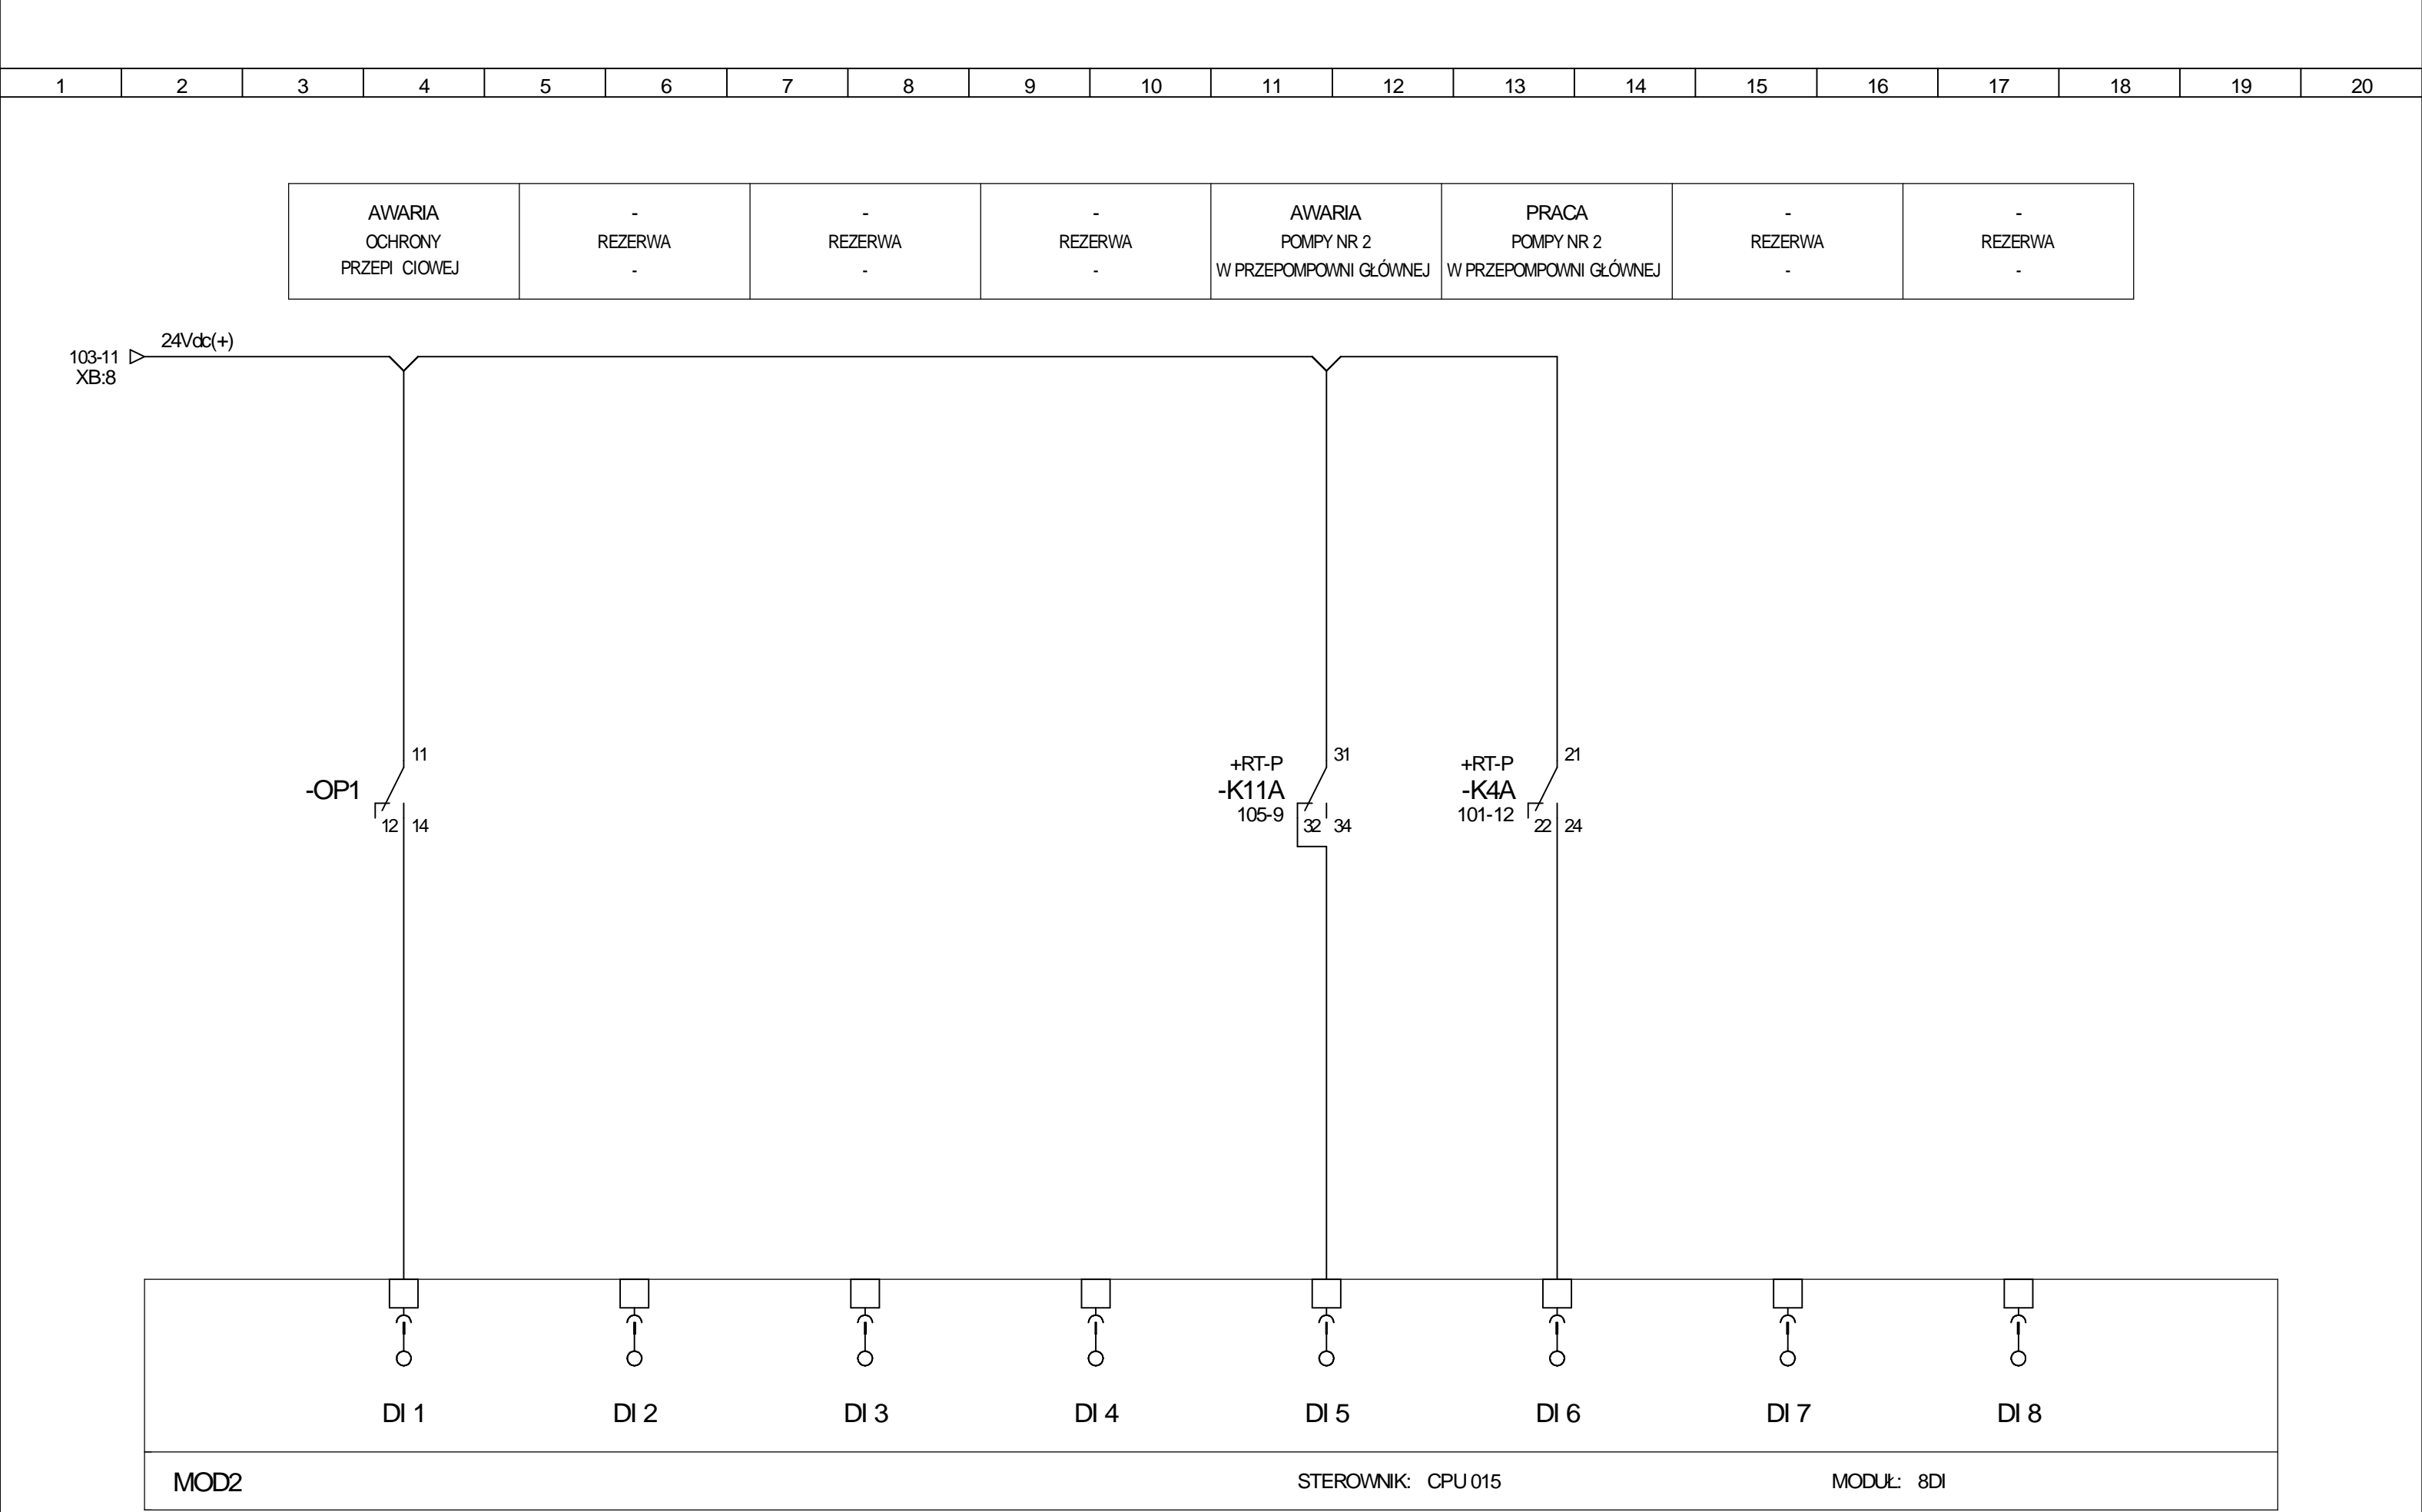 1 2 3 4 5 6 7 8 9 10 11 12 13 14 15 16 17 18 19 20
AWARIA - - - AWARIA PRACA - -
OCHRONY REZERWA REZERWA REZERWA POMPY NR 2 POMPY NR 2 REZERWA REZERWA
PRZEPI CIOWEJ - - - W PRZEPOMPOWNI GŁÓWNEJ W PRZEPOMPOWNI GŁÓWNEJ - -
24Vdc(+)
103-11
XB:8
11 31 21
+RT-P +RT-P
-OP1 -K11A -K4A
105-9 101-12
12 14 32 34 22 24
DI 1 DI 2 DI 3 DI 4 DI 5 DI 6 DI 7 DI 8
MOD2 STEROWNIK: CPU 015 MODUŁ: 8DI